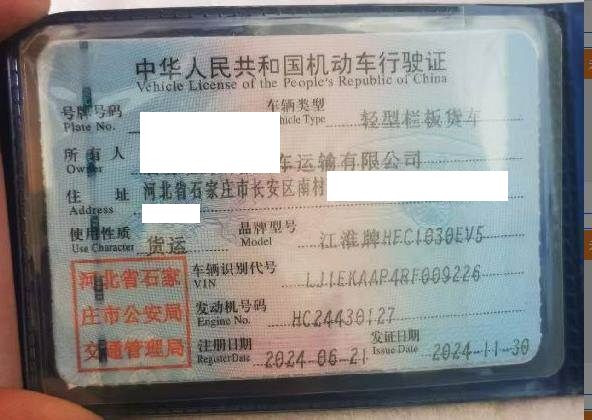 中华人民共和国机动车行驶证
Vehicle License of the People's Republic of China
号牌号码 车辆类型 轻型栏板货车
Plate No. hicle Type
所有人 车运输有限公司
Owner
住址 河北省石家庄市长安区南村
Address
使用性质 货运 品牌型号 江淮牌HFC1030EV5
Use Character Model
河北省石家
庄市公安局
交通管理局
车辆识别代号 LJ1EKAAP4RF009226
VIN
发动机号码 HC24430127
Engine No.
注册日期 2024-06-21 发证日期 2024-11-30
Register Date Issue Date